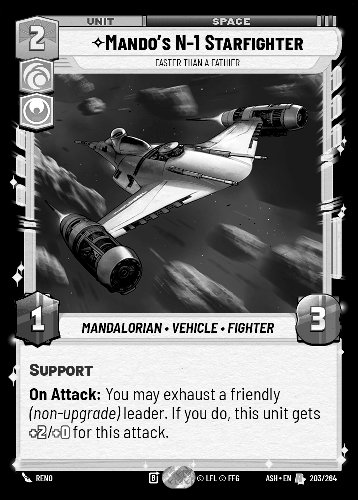 UNIT
SPACE
2
✧MANDO'S N-1 STARFIGHTER
FASTER THAN A FATHIER
1
MANDALORIAN • VEHICLE • FIGHTER
3
SUPPORT
On Attack: You may exhaust a friendly
(non-upgrade) leader. If you do, this unit gets
+2/+0 for this attack.
RENO
© LFL © FFG
ASH • EN
203/264